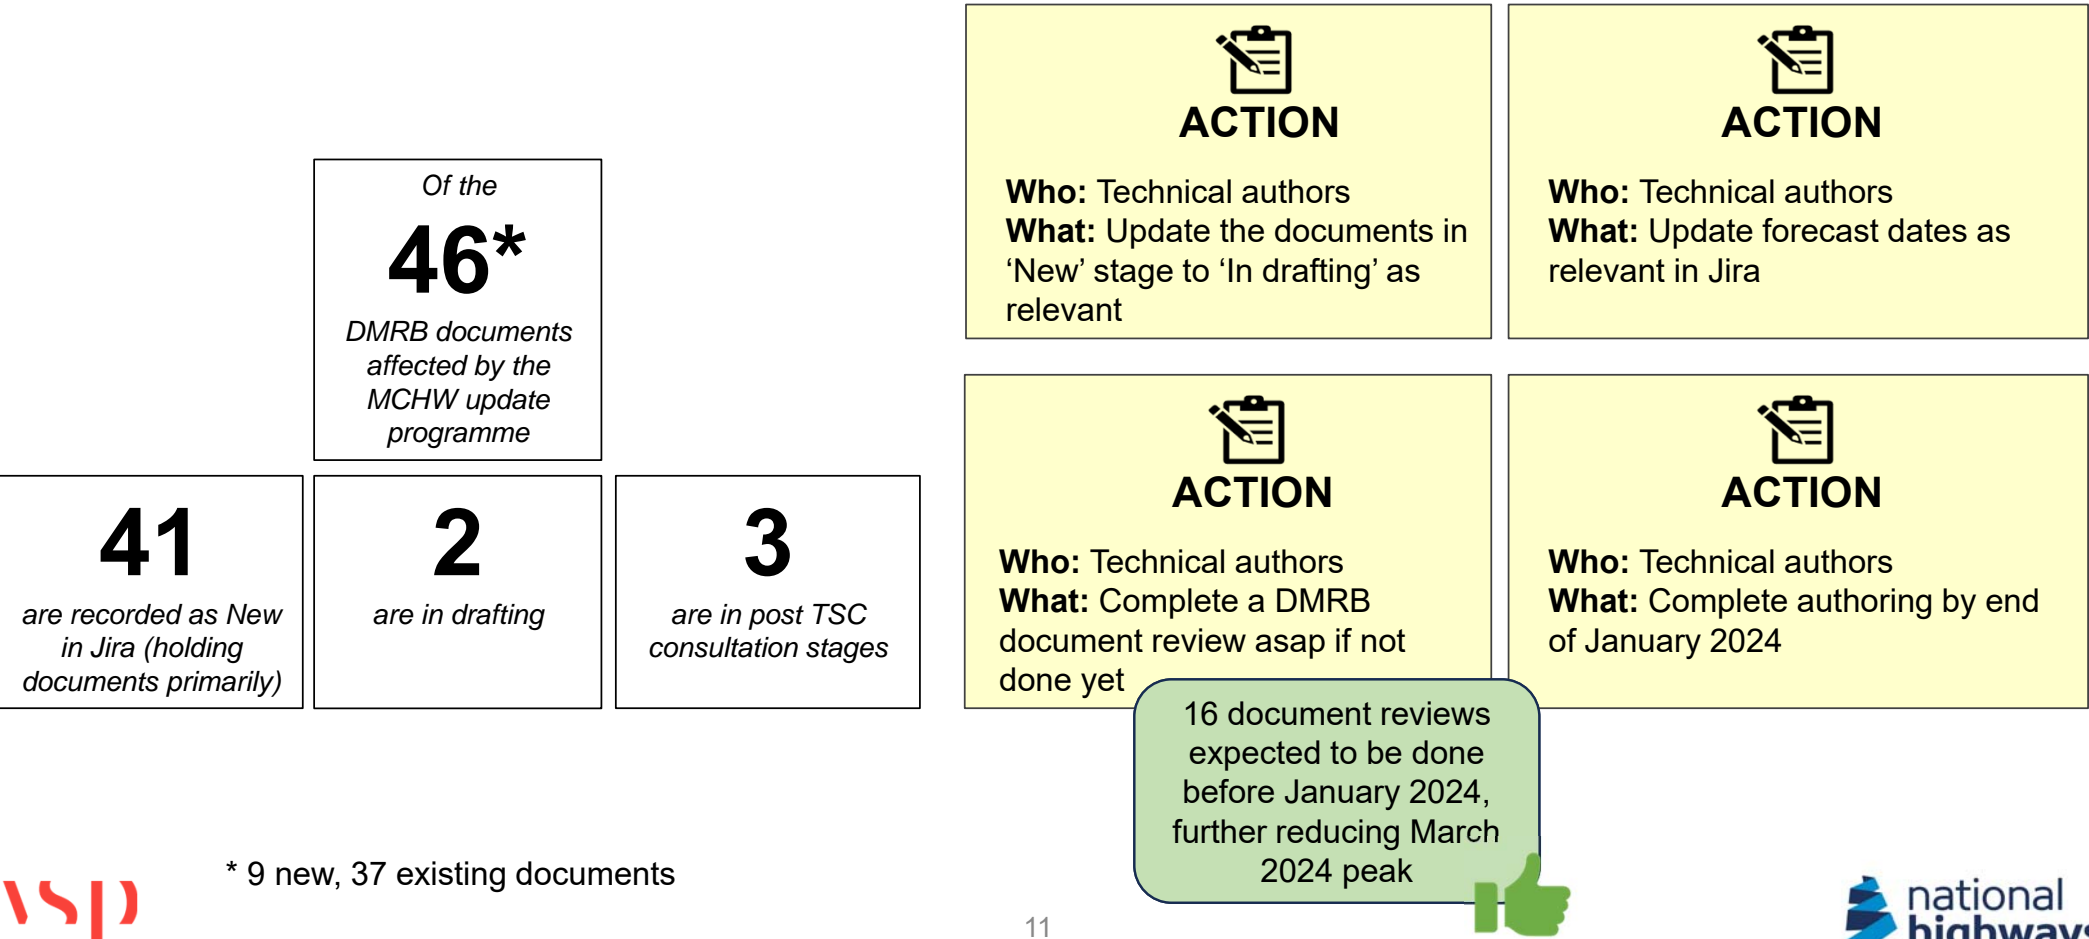 Of the
46*
DMRB documents
affected by the
MCHW update
programme
41
are recorded as New
in Jira (holding
documents primarily)
2
are in drafting
3
are in post TSC
consultation stages
* 9 new, 37 existing documents
ACTION
Who: Technical authors
What: Update the documents in
‘New’ stage to ‘In drafting’ as
relevant
ACTION
Who: Technical authors
What: Update forecast dates as
relevant in Jira
ACTION
Who: Technical authors
What: Complete a DMRB
document review asap if not
done yet
ACTION
Who: Technical authors
What: Complete authoring by end
of January 2024
16 document reviews
expected to be done
before January 2024,
further reducing March
2024 peak
wsp
11
national
highways